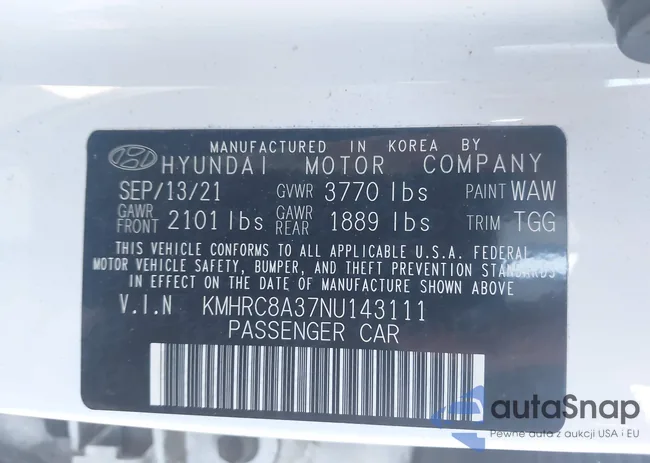 MANUFACTURED IN KOREA BY
HYUNDAI MOTOR COMPANY
SEP/13/21 GVWR 3770 lbs PAINT WAW
GAWR FRONT 2101 lbs GAWR REAR 1889 lbs TRIM TGG
THIS VEHICLE CONFORMS TO ALL APPLICABLE U.S.A. FEDERAL
MOTOR VEHICLE SAFETY, BUMPER, AND THEFT PREVENTION STANDARDS
IN EFFECT ON THE DATE OF MANUFACTURE SHOWN ABOVE.
V.I.N KMHRC8A37NU143111
PASSENGER CAR
autaSnap
Pewne auta z aukcji USA i EU